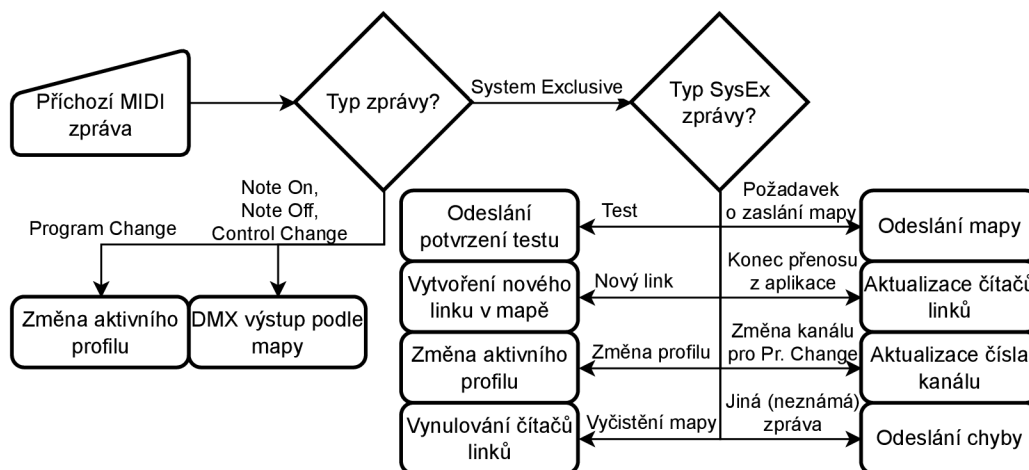 Příchozí MIDI
zpráva
Typ zprávy?
System Exclusive
Typ SysEx
zprávy?
Program Change
Note On,
Note Off,
Control Change
Změna aktivního
profilu
DMX výstup podle
mapy
Odeslání
potvrzení testu
Test
Požadavek
o zaslání mapy
Odeslání mapy
Vytvoření nového
linku v mapě
Nový link
Konec přenosu
z aplikace
Aktualizace čítačů
linků
Změna aktivního
profilu
Změna profilu
Změna kanálu
pro Pr. Change
Aktualizace čísla
kanálu
Vynulování čítačů
linků
Vyčistění mapy
Jiná (neznámá)
zpráva
Odeslání chyby